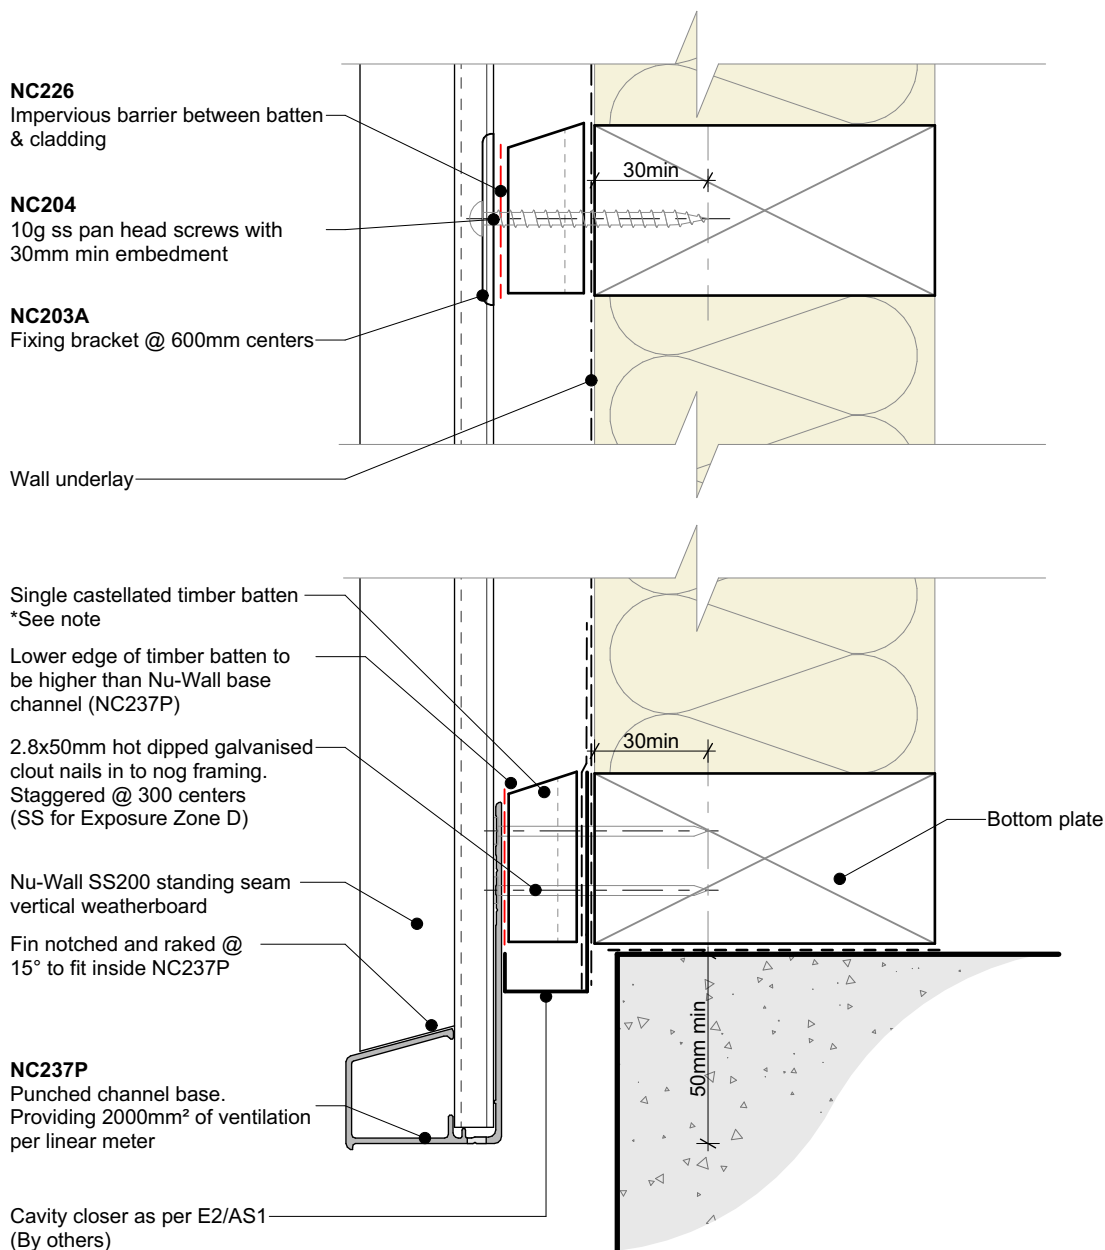 NC226
Impervious barrier between batten
& cladding
30min
NC204
10g ss pan head screws with
30mm min embedment
NC203A
Fixing bracket @ 600mm centers
Wall underlay
Single castellated timber batten
*See note
Lower edge of timber batten to
be higher than Nu-Wall base
channel (NC237P)
2.8x50mm hot dipped galvanised
clout nails in to nog framing.
Staggered @ 300 centers
(SS for Exposure Zone D)
30min
Bottom plate
Nu-Wall SS200 standing seam
vertical weatherboard
Fin notched and raked @
15° to fit inside NC237P
50mm min
NC237P
Punched channel base.
Providing 2000mm² of ventilation
per linear meter
Cavity closer as per E2/AS1
(By others)